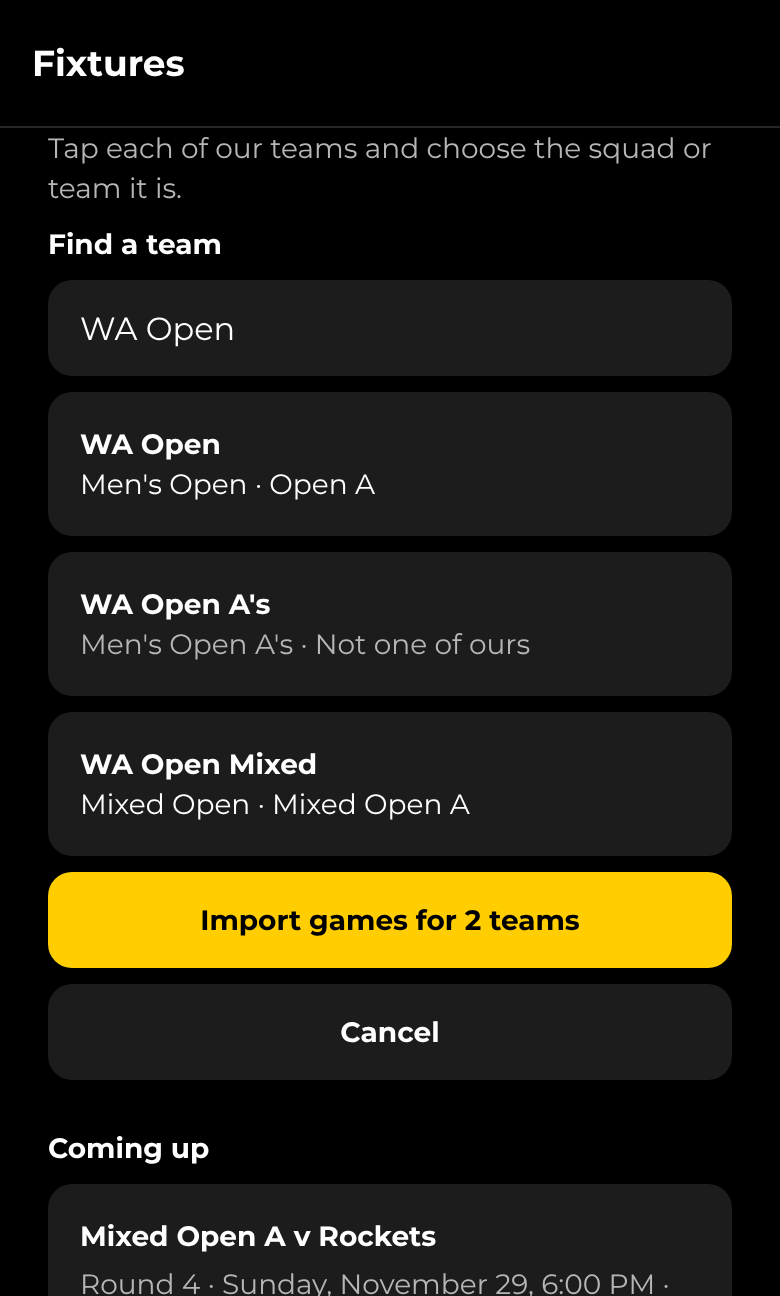 Fixtures
Tap each of our teams and choose the squad or
team it is.
Find a team
WA Open
WA Open
Men's Open · Open A
WA Open A's
Men's Open A's · Not one of ours
WA Open Mixed
Mixed Open · Mixed Open A
Import games for 2 teams
Cancel
Coming up
Mixed Open A v Rockets
Round 4 · Sunday, November 29, 6:00 PM ·